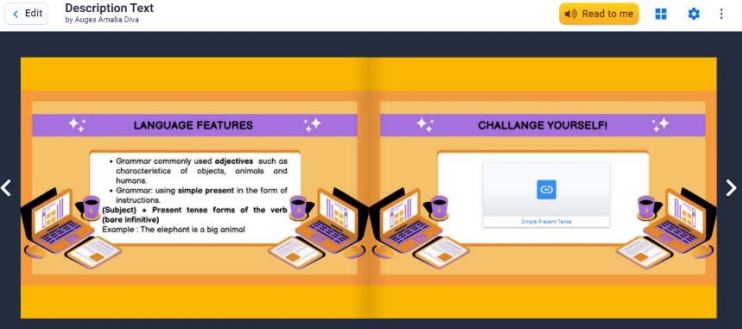 Edit
Description Text
by Auges Amalia Diva
Read to me
LANGUAGE FEATURES
• Grammar commonly used adjectives such as
characteristics of objects, animals and
humans.
• Grammar: using simple present in the form of
instructions.
(Subject) + Present tense forms of the verb
(bare infinitive)
Example : The elephant is a big animal
CHALLANGE YOURSELF!
Simple Present Tense